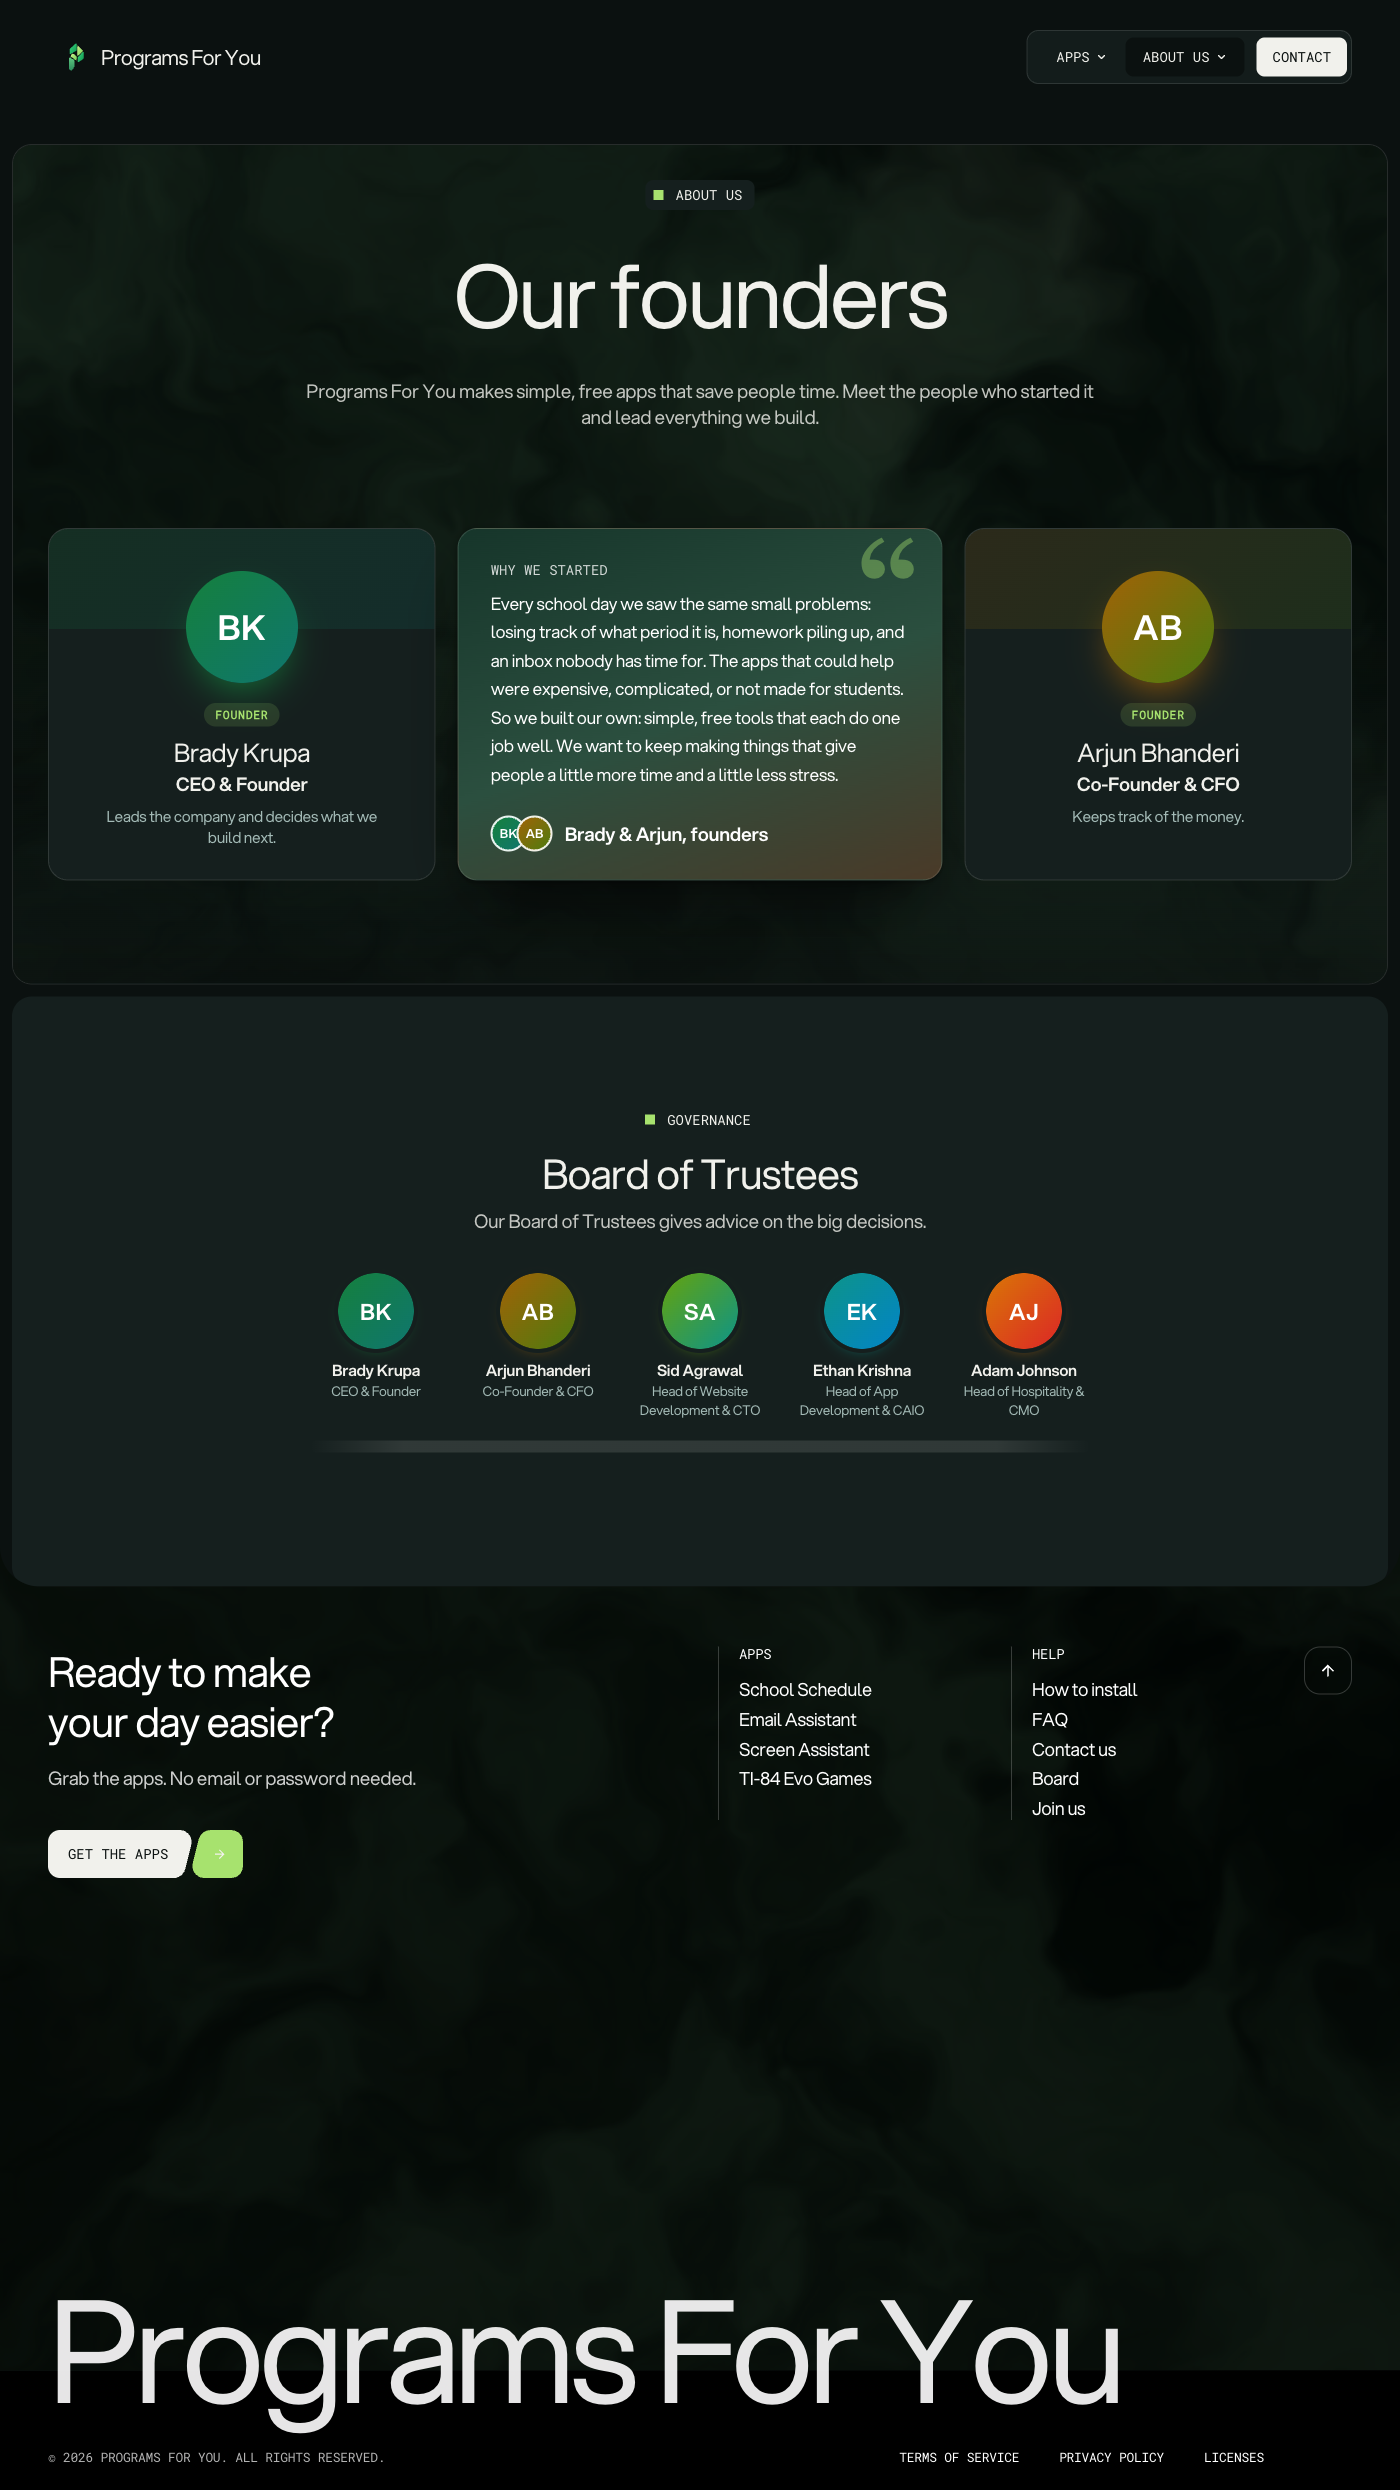 Programs For You
APPS
ABOUT US
CONTACT
ABOUT US
Our founders
Programs For You makes simple, free apps that save people time. Meet the people who started it
and lead everything we build.
BK
FOUNDER
Brady Krupa
CEO & Founder
Leads the company and decides what we
build next.
WHY WE STARTED
“
Every school day we saw the same small problems:
losing track of what period it is, homework piling up, and
an inbox nobody has time for. The apps that could help
were expensive, complicated, or not made for students.
So we built our own: simple, free tools that each do one
job well. We want to keep making things that give
people a little more time and a little less stress.
BK AB Brady & Arjun, founders
AB
FOUNDER
Arjun Bhanderi
Co-Founder & CFO
Keeps track of the money.
GOVERNANCE
Board of Trustees
Our Board of Trustees gives advice on the big decisions.
BK
Brady Krupa
CEO & Founder
AB
Arjun Bhanderi
Co-Founder & CFO
SA
Sid Agrawal
Head of Website
Development & CTO
EK
Ethan Krishna
Head of App
Development & CAIO
AJ
Adam Johnson
Head of Hospitality &
CMO
Ready to make
your day easier?
Grab the apps. No email or password needed.
GET THE APPS
APPS
School Schedule
Email Assistant
Screen Assistant
TI-84 Evo Games
HELP
How to install
FAQ
Contact us
Board
Join us
Programs For You
© 2026 PROGRAMS FOR YOU. ALL RIGHTS RESERVED.
TERMS OF SERVICE
PRIVACY POLICY
LICENSES